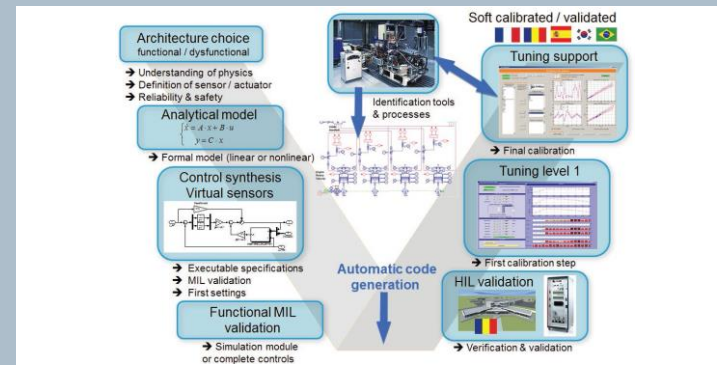 Architecture choice
functional / dysfunctional
➔ Understanding of physics
➔ Definition of sensor / actuator
➔ Reliability & safety
Analytical model
ẋ = A · x = B · u
y = C · x
➔ Formal model (linear or nonlinear)
Control synthesis
Virtual sensors
➔ Executable specifications
➔ MIL validation
➔ First settings
Functional MIL
validation
➔ Simulation module
or complete controls
Identification tools
& processes
Automatic code
generation
Soft calibrated / validated
Tuning support
➔ Final calibration
Tuning level 1
➔ First calibration step
HIL validation
➔ Verification & validation